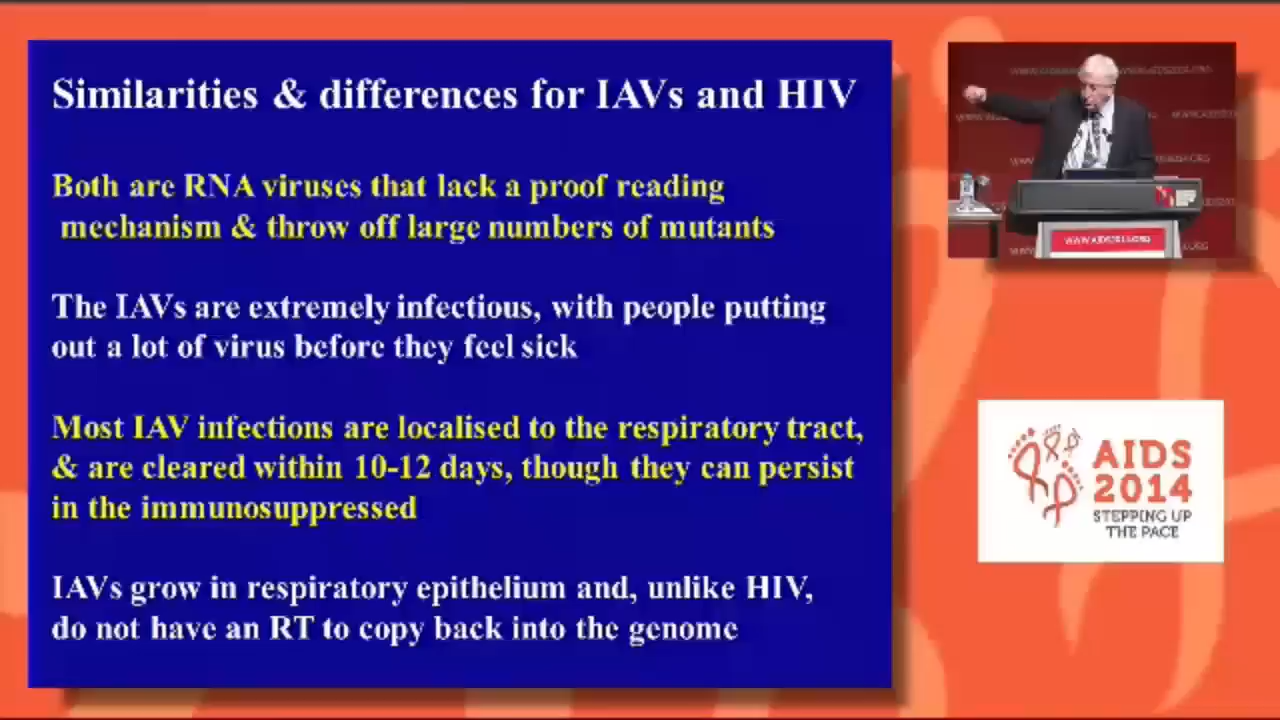 Similarities & differences for IAVs and HIV
Both are RNA viruses that lack a proof reading
mechanism & throw off large numbers of mutants
The IAVs are extremely infectious, with people putting
out a lot of virus before they feel sick
Most IAV infections are localised to the respiratory tract,
& are cleared within 10-12 days, though they can persist
in the immunosuppressed
IAVs grow in respiratory epithelium and, unlike HIV,
do not have an RT to copy back into the genome
AIDS
2014
STEPPING UP
THE PACE